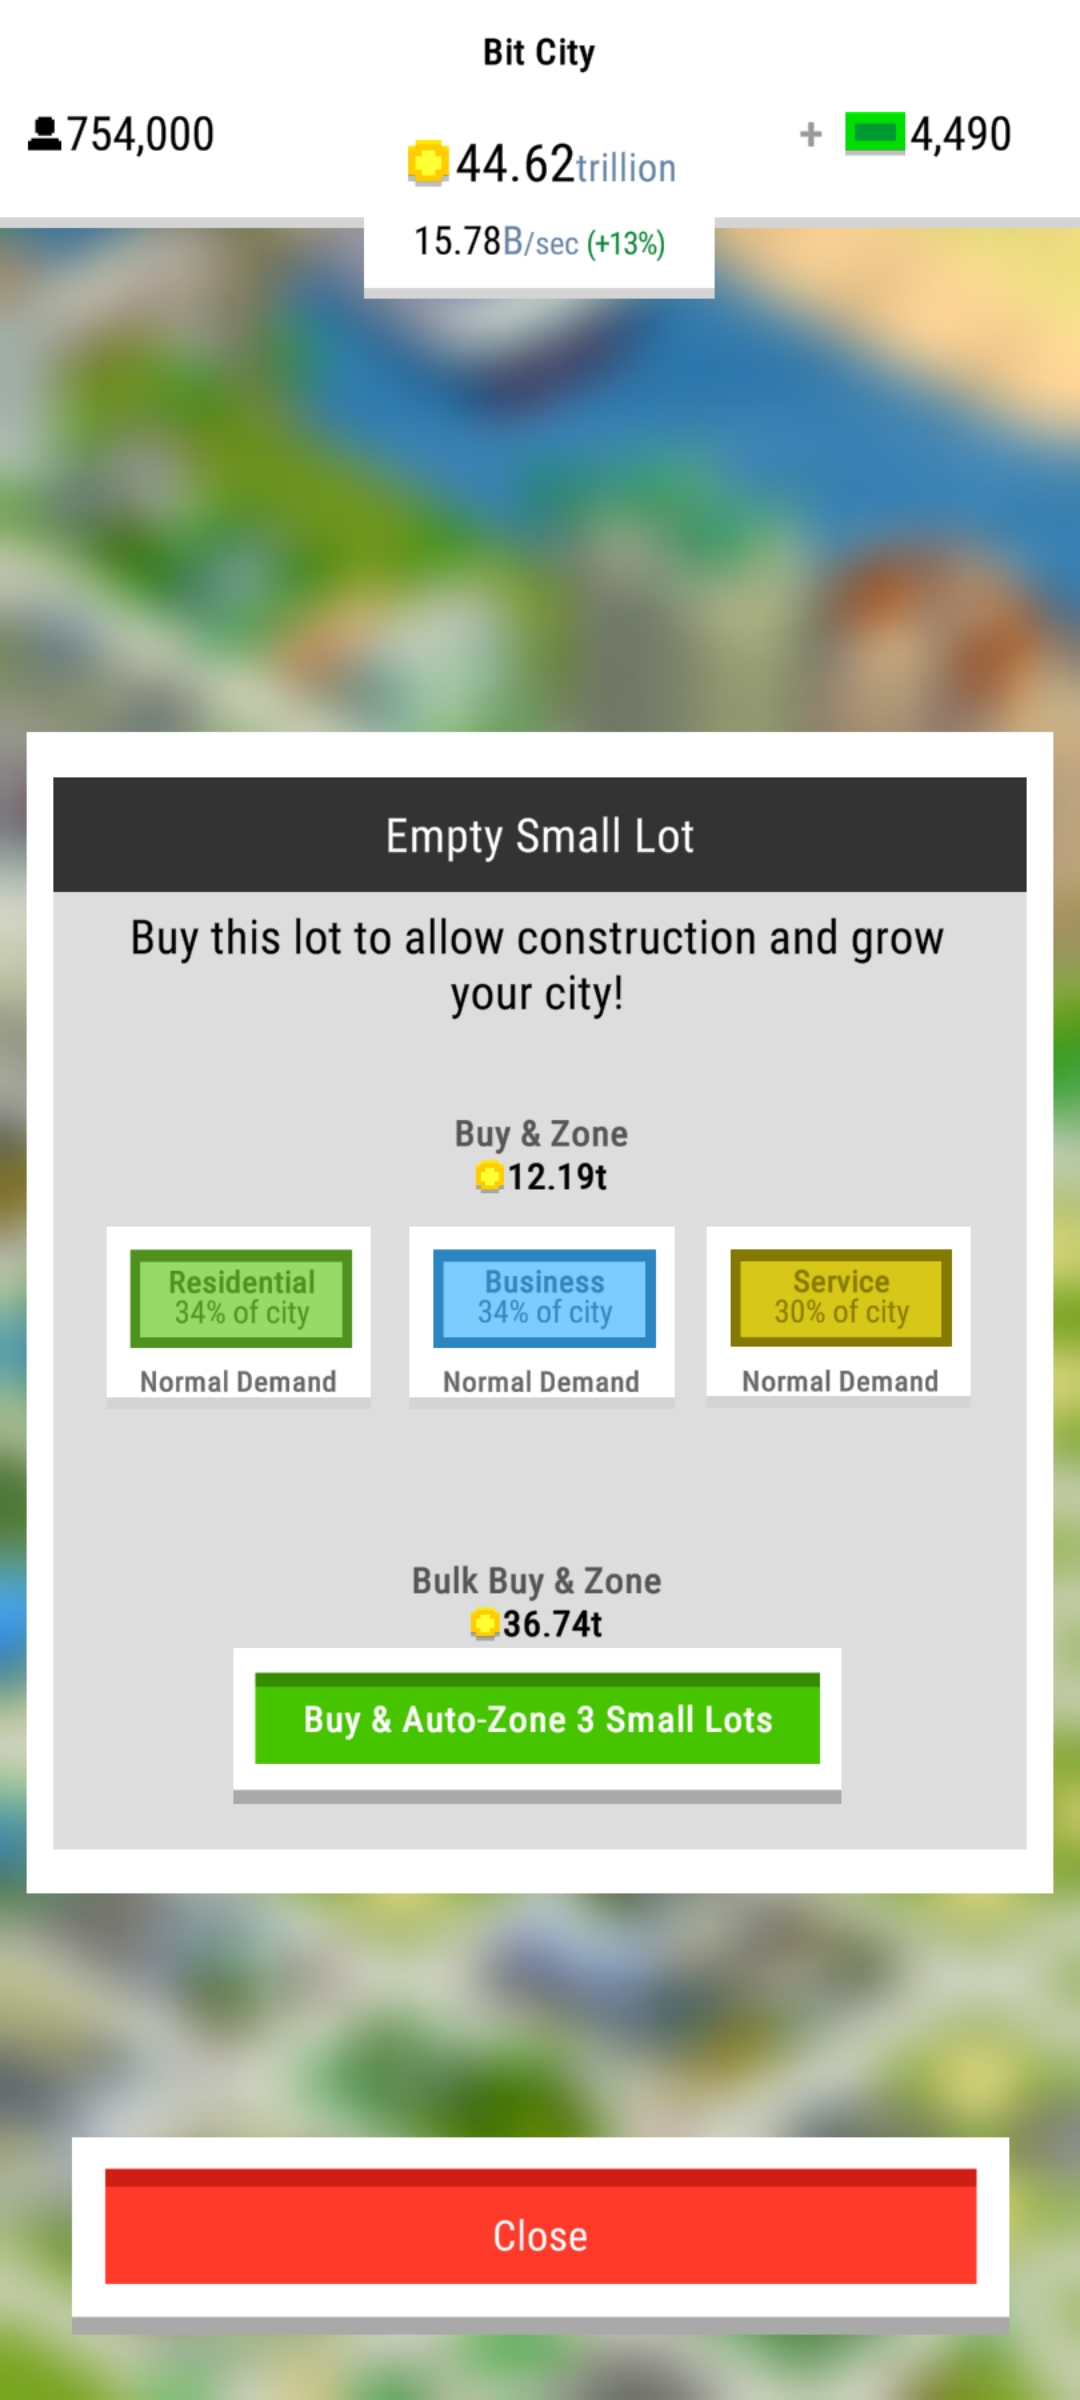 Bit City
754,000
+ 4,490
44.62trillion
15.78B/sec (+13%)
Empty Small Lot
Buy this lot to allow construction and grow
your city!
Buy & Zone
12.19t
Residential
34% of city
Normal Demand
Business
34% of city
Normal Demand
Service
30% of city
Normal Demand
Bulk Buy & Zone
36.74t
Buy & Auto-Zone 3 Small Lots
Close